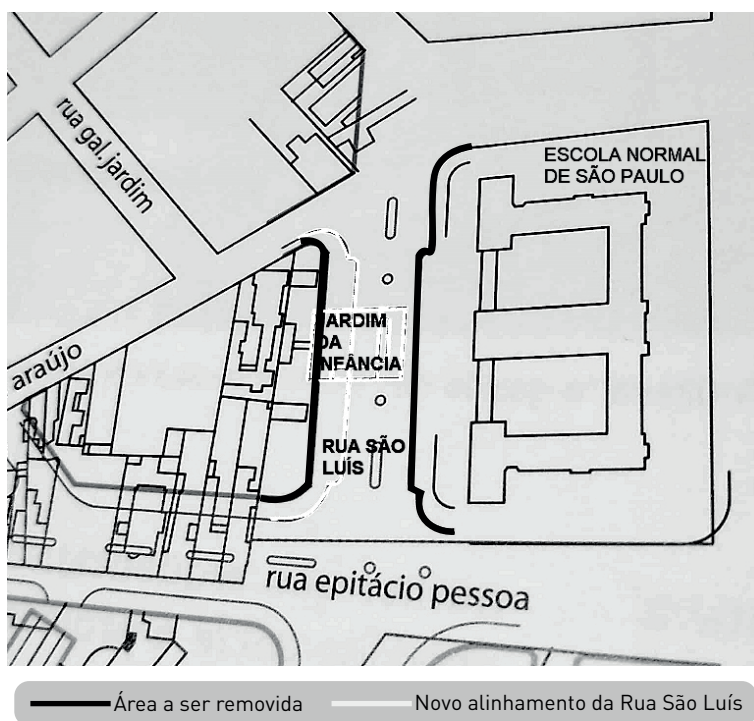 rua gal. jardim
ESCOLA NORMAL
DE SÃO PAULO
JARDIM
DA
INFÂNCIA
araújo
RUA SÃO
LUÍS
rua epitácio pessoa
Área a ser removida
Novo alinhamento da Rua São Luís